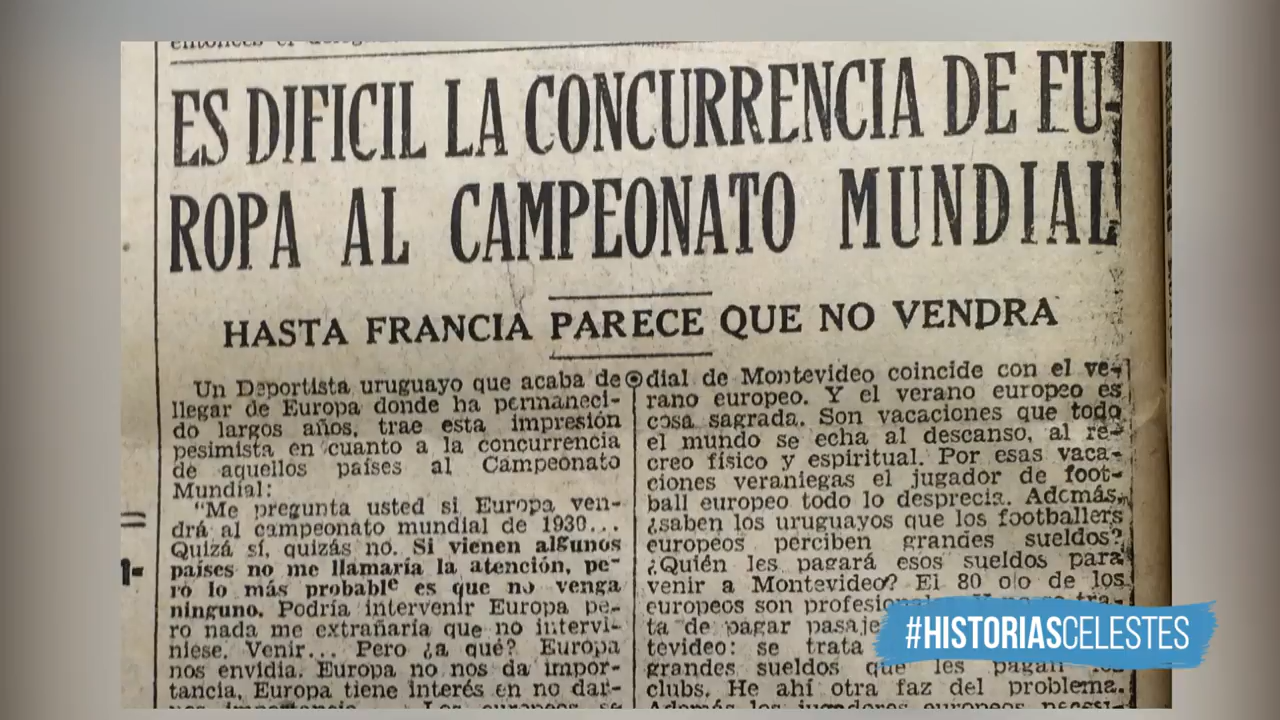 ES DIFICIL LA CONCURRENCIA DE EU-
ROPA AL CAMPEONATO MUNDIAL
HASTA FRANCIA PARECE QUE NO VENDRA
Un Deportista uruguayo que acaba de
llegar de Europa donde ha permaneci-
do largos años, trae esta impresión
pesimista en cuanto a la concurrencia
de aquellos países al Campeonato
Mundial:
"Me pregunta usted si Europa ven-
drá al campeonato mundial de 1930...
Quizá sí, quizás no. Si vienen algunos
países no me llamaría la atención, pe-
ro lo más probable es que no venga
ninguno. Podría intervenir Europa pe-
ro nada me extrañaría que no intervi-
niese. Venir... Pero ¿a qué? Europa
nos envidia. Europa no nos da impor-
tancia, Europa tiene interés en no dar-
dial de Montevideo coincide con el ve-
rano europeo. Y el verano europeo es
cosa sagrada. Son vacaciones que todo
el mundo se echa al descanso, al re-
creo físico y espiritual. Por esas vaca-
ciones veraniegas el jugador de foot-
ball europeo todo lo desprecia. Además,
¿saben los uruguayos que los footballers
europeos perciben grandes sueldos?
¿Quién les pagará esos sueldos para
venir a Montevideo? El 80 o|o de los
europeos son
ta de pagar
tevideo: se trata
grandes sueldos que les pagan los
clubs. He ahí otra faz del problema.
Además los jugadores europeos
#HISTORIASCELESTES